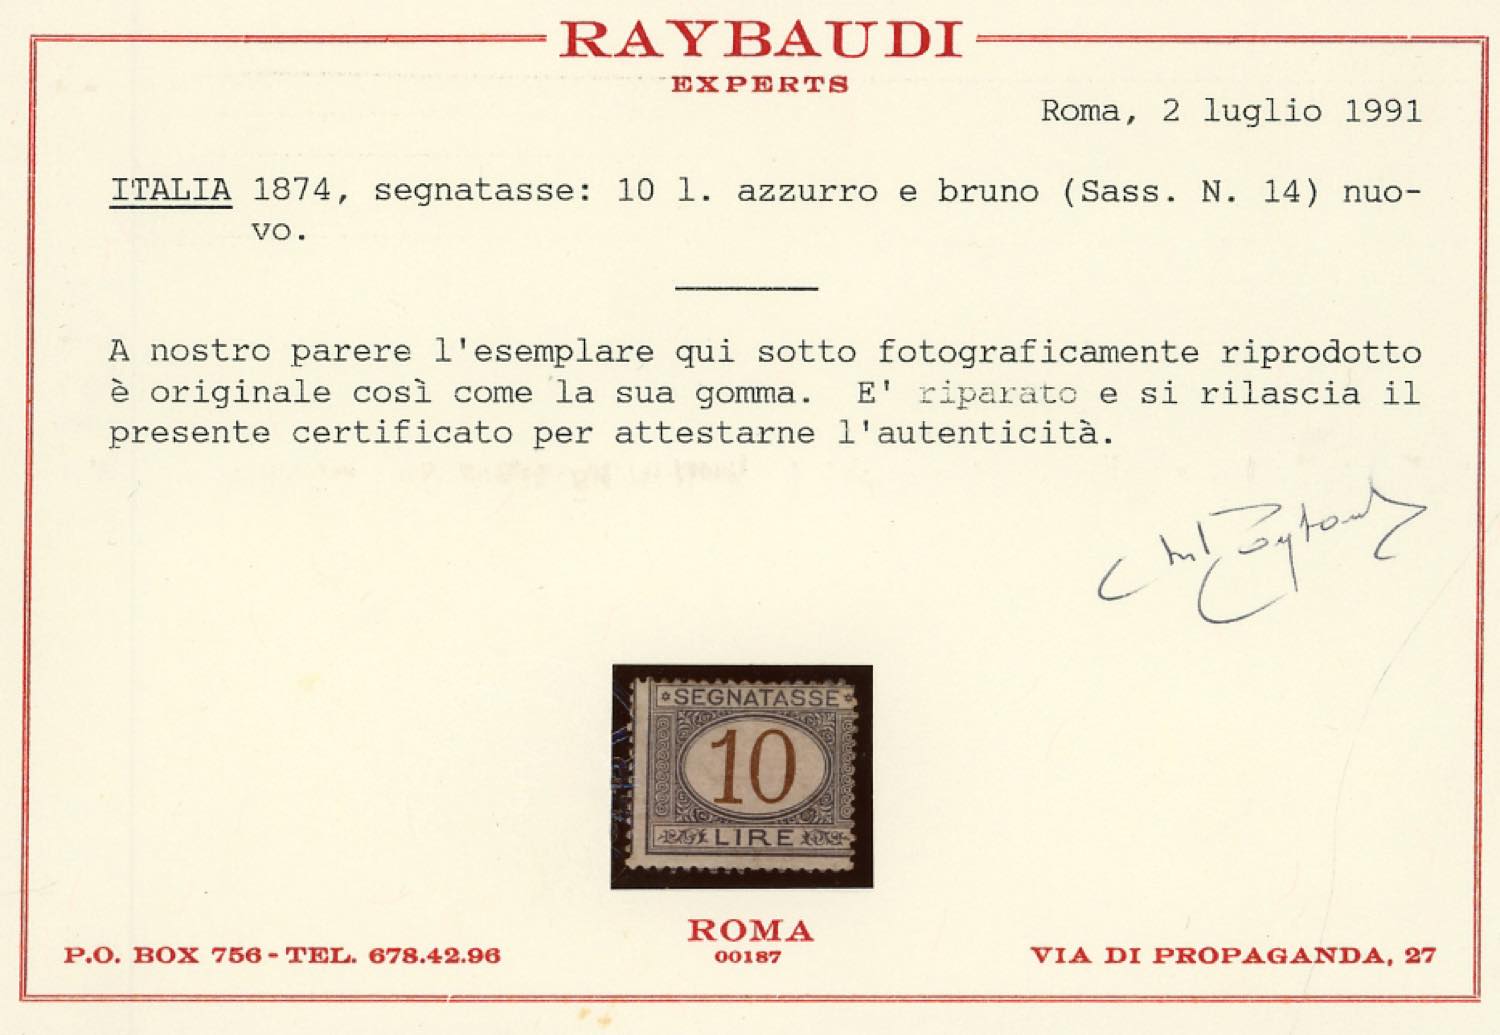 RAYBAUDI
EXPERTS
Roma, 2 luglio 1991
ITALIA 1874, segnatasse: 10 l. azzurro e bruno (Sass. N. 14) nuo-
vo.
A nostro parere l'esemplare qui sotto fotograficamente riprodotto
è originale così come la sua gomma. E' riparato e si rilascia il
presente certificato per attestarne l'autenticità.
SEGNATASSE
10
LIRE
ROMA
00187
P.O. BOX 756 - TEL. 678.42.96
VIA DI PROPAGANDA, 27